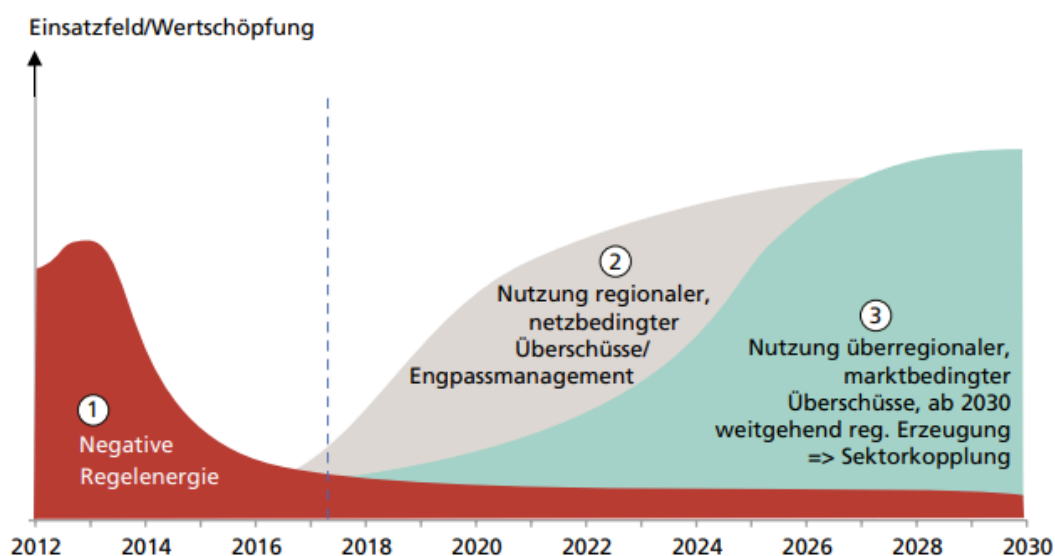 Einsatzfeld/Wertschöpfung
1
Negative
Regelenergie
2
Nutzung regionaler,
netzbedingter
Überschüsse/
Engpassmanagement
3
Nutzung überregionaler,
marktbedingter
Überschüsse, ab 2030
weitgehend reg. Erzeugung
=> Sektorkopplung
2012 2014 2016 2018 2020 2022 2024 2026 2028 2030